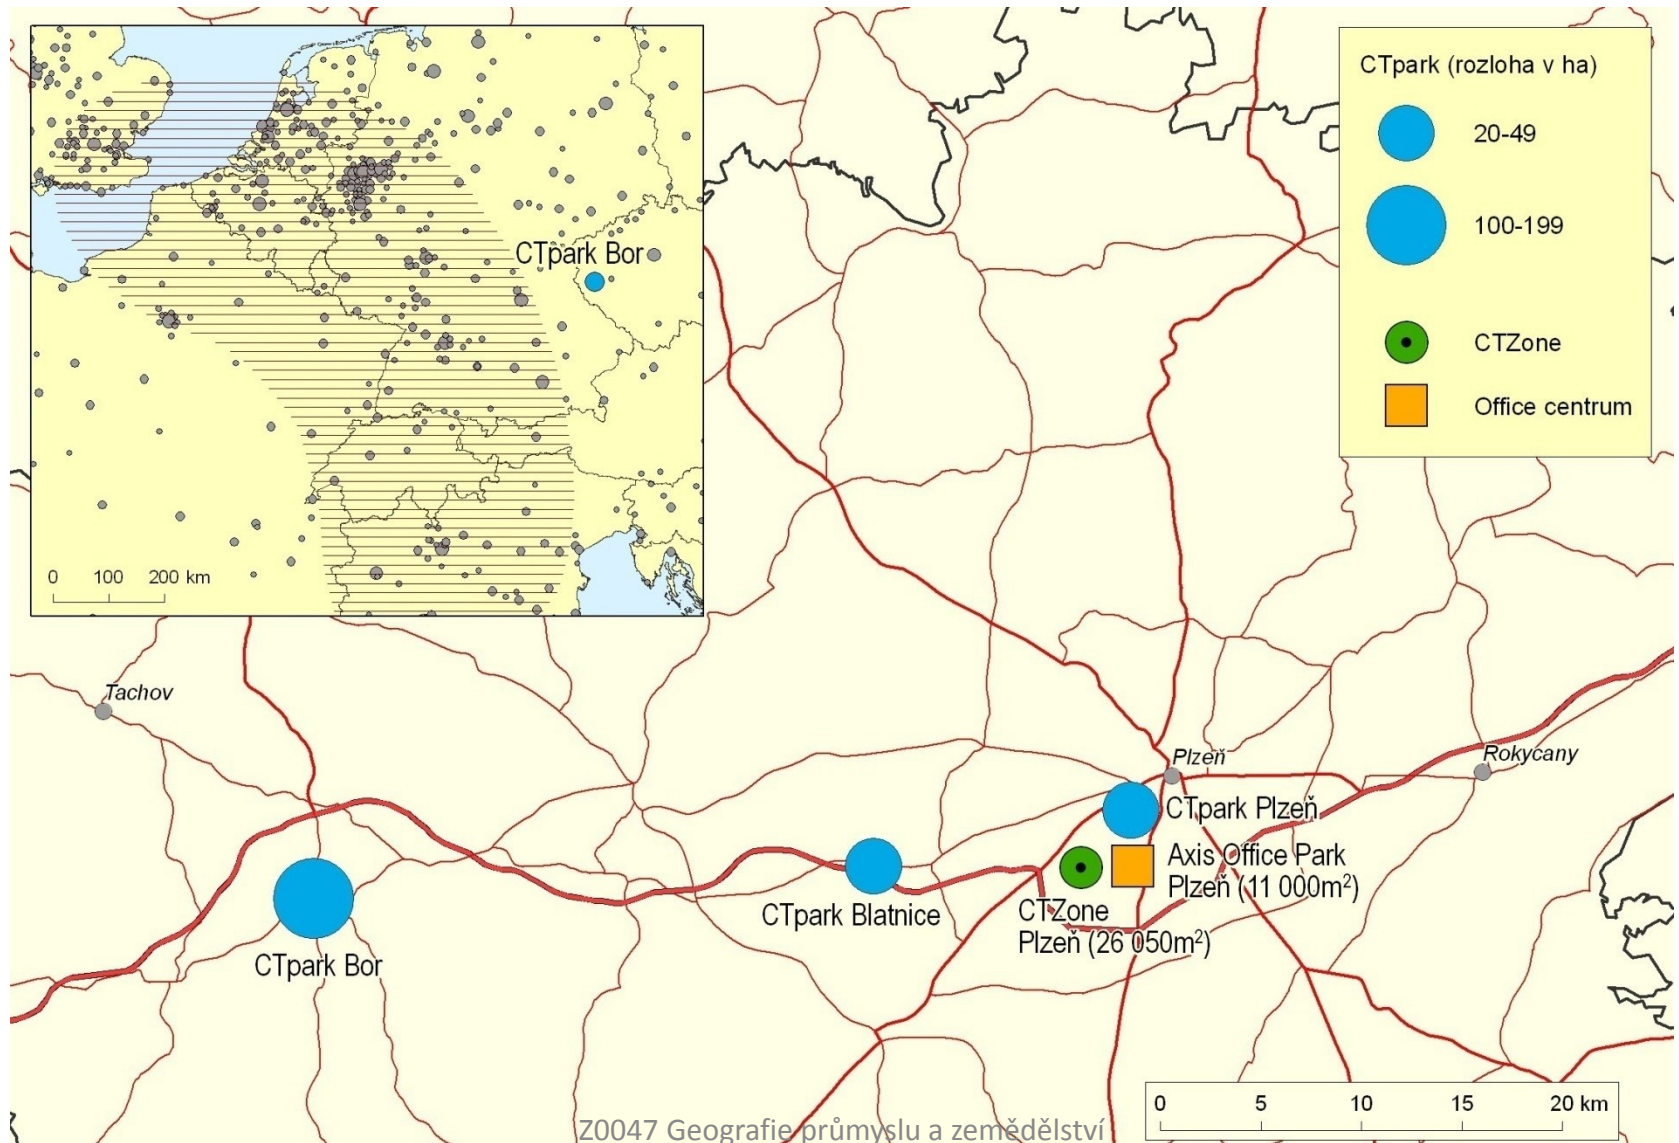 CTpark Bor
0 100 200 km
CTpark (rozloha v ha)
20-49
100-199
CTZone
Office centrum
Tachov
Plzeň
Rokycany
CTpark Plzeň
Axis Office Park
Plzeň (11 000m²)
CTpark Blatnice
CTZone
Plzeň (26 050m²)
CTpark Bor
0 5 10 15 20 km
Z0047 Geografie průmyslu a zemědělství